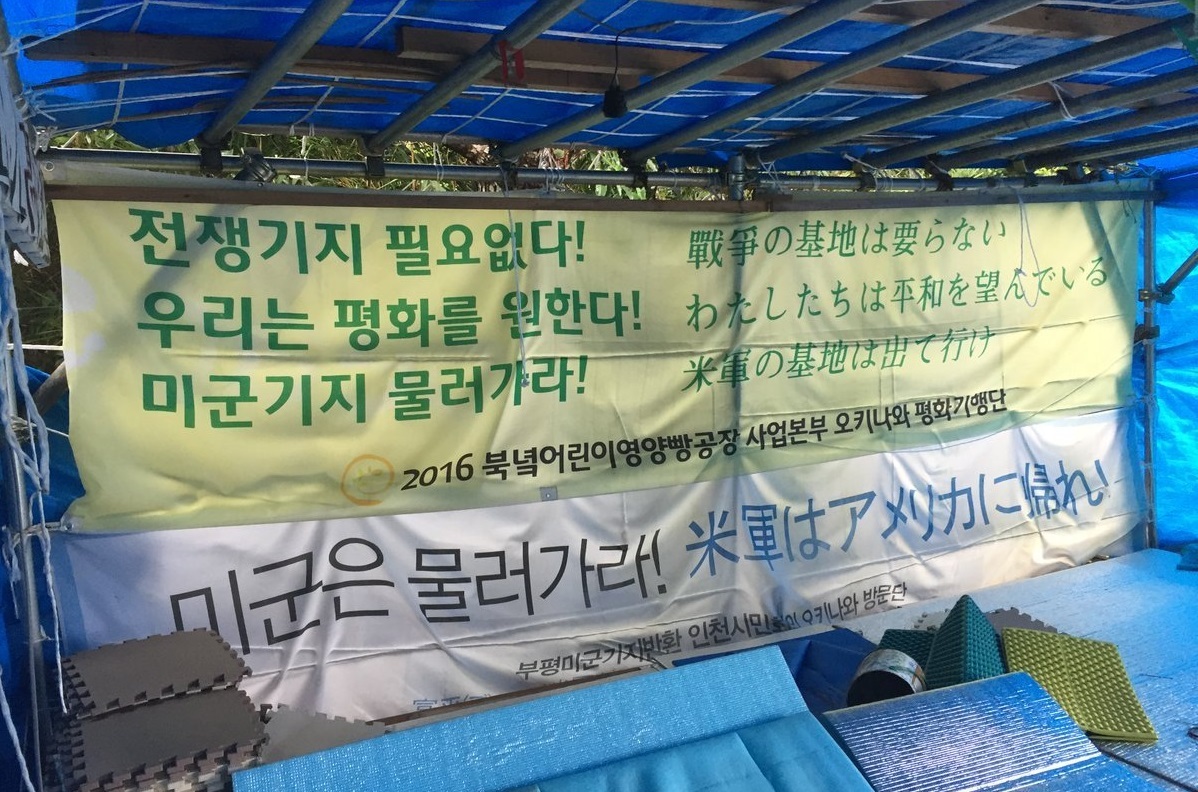 전쟁기지 필요없다!
우리는 평화를 원한다!
미군기지 물러가라!
戰爭の基地は要らない
わたしたちは平和を望んでいる
米軍の基地は出て行け
2016 북녘어린이영양빵공장 사업본부 오키나와 평화기행단
미군은 물러가라!
米軍はアメリカに帰れ!
부평미군기지반환 인천시민회의 오키나와 방문단